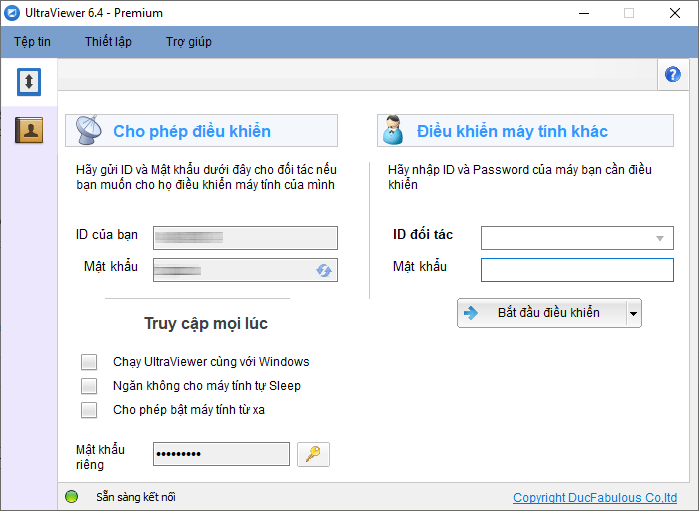 UltraViewer 6.4 - Premium
Tệp tin Thiết lập Trợ giúp
Cho phép điều khiển
Hãy gửi ID và Mật khẩu dưới đây cho đối tác nếu
bạn muốn cho họ điều khiển máy tính của mình
ID của bạn
Mật khẩu
Truy cập mọi lúc
Chạy UltraViewer cùng với Windows
Ngăn không cho máy tính tự Sleep
Cho phép bật máy tính từ xa
Mật khẩu
riêng
•••••••••
Điều khiển máy tính khác
Hãy nhập ID và Password của máy bạn cần điều
khiển
ID đối tác
Mật khẩu
Bắt đầu điều khiển
Sẵn sàng kết nối
Copyright DucFabulous Co,ltd